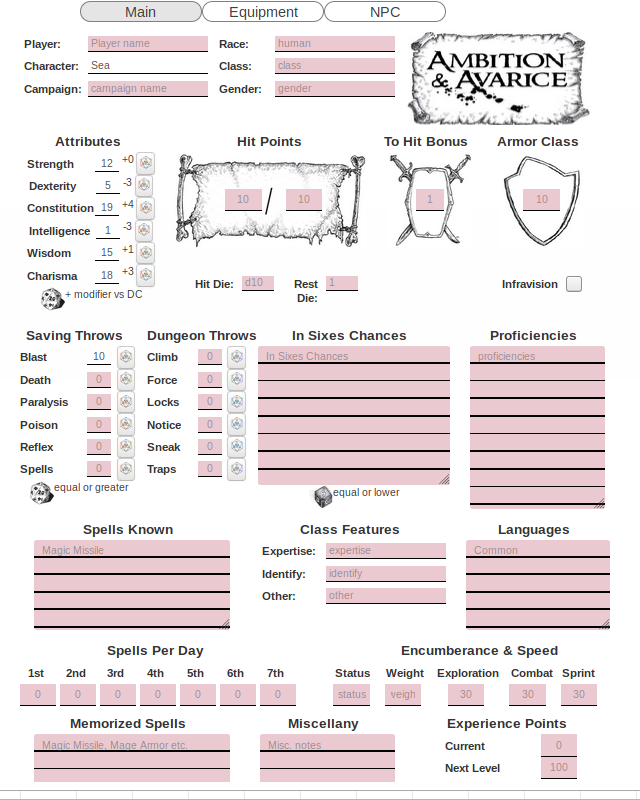 Main Equipment NPC
Player: Player name Race: human
Character: Sea Class: class
Campaign: campaign name Gender: gender
AMBITION
& AVARICE
Attributes Hit Points To Hit Bonus Armor Class
Strength 12 +0
Dexterity 5 -3
Constitution 19 +4
Intelligence 1 -3
Wisdom 15 +1
Charisma 18 +3
+ modifier vs DC
10 / 10 1 10
Hit Die: d10 Rest Die: 1 Infravision
Saving Throws Dungeon Throws In Sixes Chances Proficiencies
Blast 10 Climb 0 In Sixes Chances proficiencies
Death 0 Force 0
Paralysis 0 Locks 0
Poison 0 Notice 0
Reflex 0 Sneak 0
Spells 0 Traps 0
equal or greater equal or lower
Spells Known Class Features Languages
Magic Missile Expertise: expertise Common
Identify: identify
Other: other
Spells Per Day Encumberance & Speed
1st 2nd 3rd 4th 5th 6th 7th Status Weight Exploration Combat Sprint
0 0 0 0 0 0 0 status weigh 30 30 30
Memorized Spells Miscellany Experience Points
Magic Missile, Mage Armor etc. Misc. notes Current 0
Next Level 100